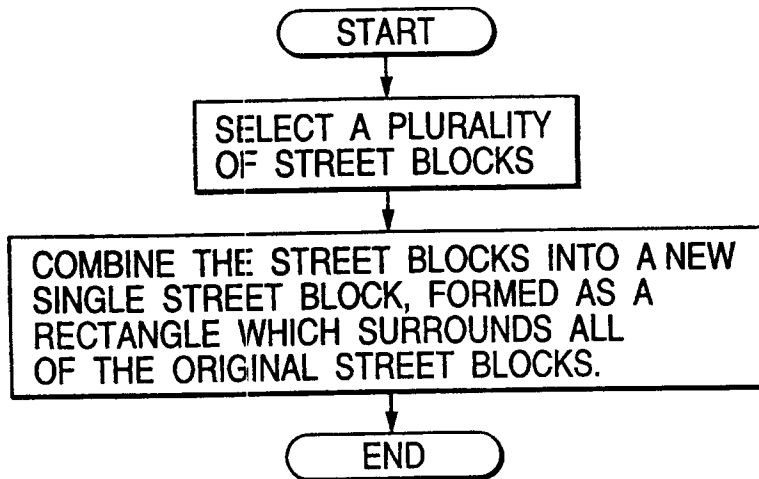 START
SELECT A PLURALITY
OF STREET BLOCKS
COMBINE THE STREET BLOCKS INTO A NEW
SINGLE STREET BLOCK, FORMED AS A
RECTANGLE WHICH SURROUNDS ALL
OF THE ORIGINAL STREET BLOCKS.
END